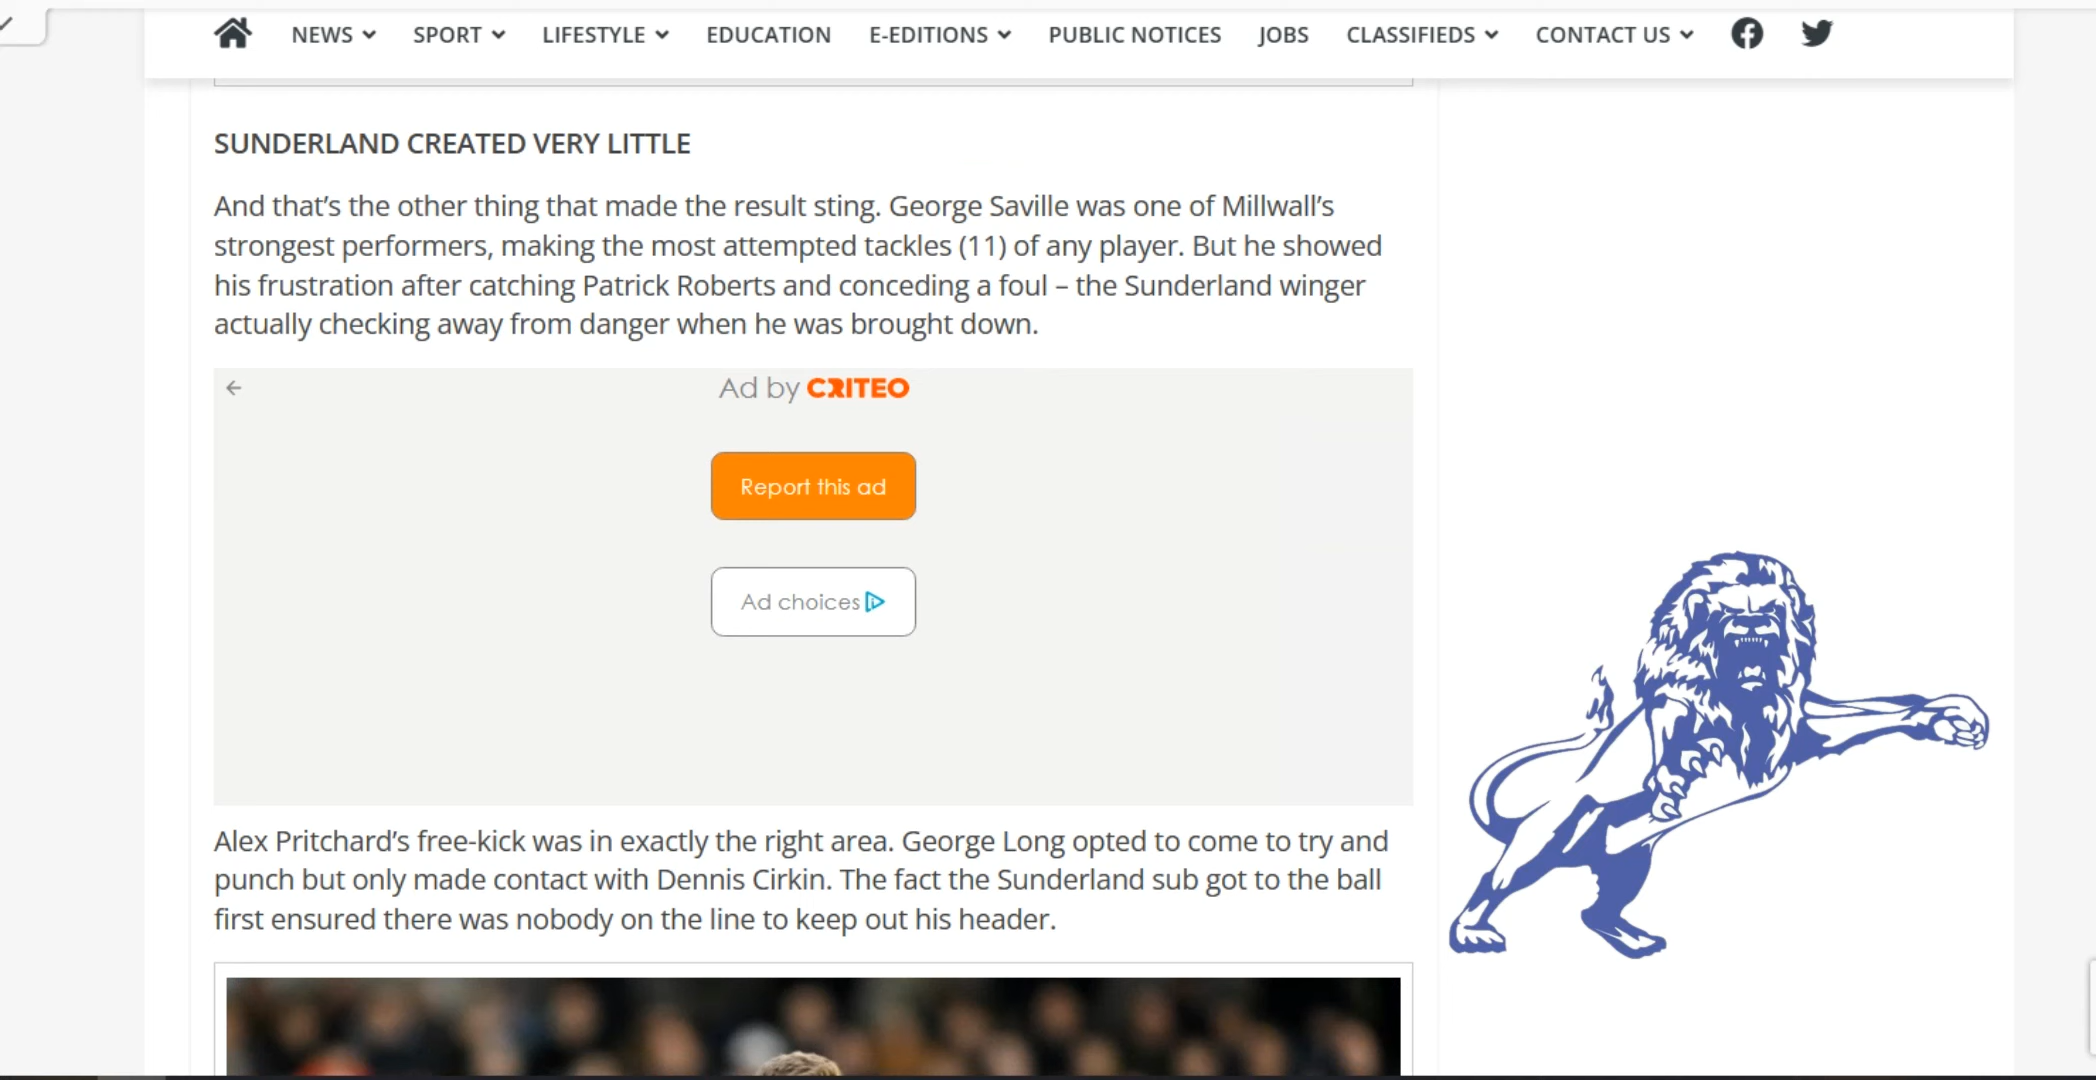 NEWS SPORT LIFESTYLE EDUCATION E-EDITIONS PUBLIC NOTICES JOBS CLASSIFIEDS CONTACT US
SUNDERLAND CREATED VERY LITTLE
And that’s the other thing that made the result sting. George Saville was one of Millwall’s
strongest performers, making the most attempted tackles (11) of any player. But he showed
his frustration after catching Patrick Roberts and conceding a foul – the Sunderland winger
actually checking away from danger when he was brought down.
Ad by CRITEO
Report this ad
Ad choices
Alex Pritchard’s free-kick was in exactly the right area. George Long opted to come to try and
punch but only made contact with Dennis Cirkin. The fact the Sunderland sub got to the ball
first ensured there was nobody on the line to keep out his header.